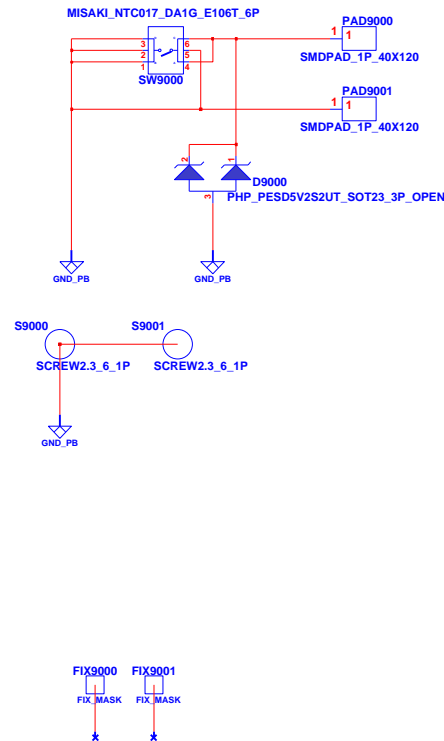 MISAKI_NTC017_DA1G_E106T_6P
3 6
2 5
1 4
SW9000
PAD9000
1 1
SMDPAD_1P_40X120
PAD9001
1 1
SMDPAD_1P_40X120
2 1
D9000
3
PHP_PESD5V2S2UT_SOT23_3P_OPEN
GND_PB
GND_PB
S9000
S9001
SCREW2.3_6_1P
SCREW2.3_6_1P
GND_PB
FIX9000
FIX9001
FIX_MASK
FIX_MASK